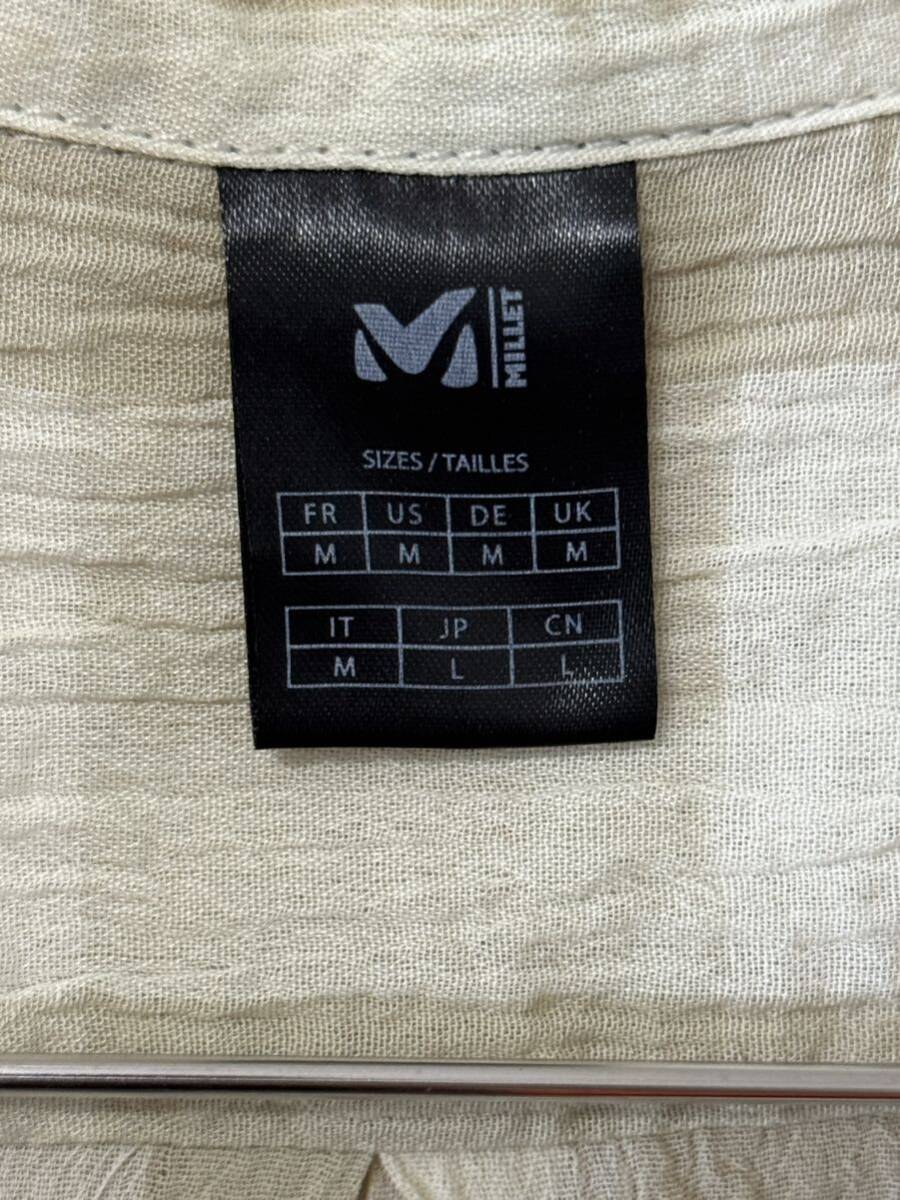 MILLET
SIZES / TAILLES
FR US DE UK
M M M M
IT JP CN
M L L